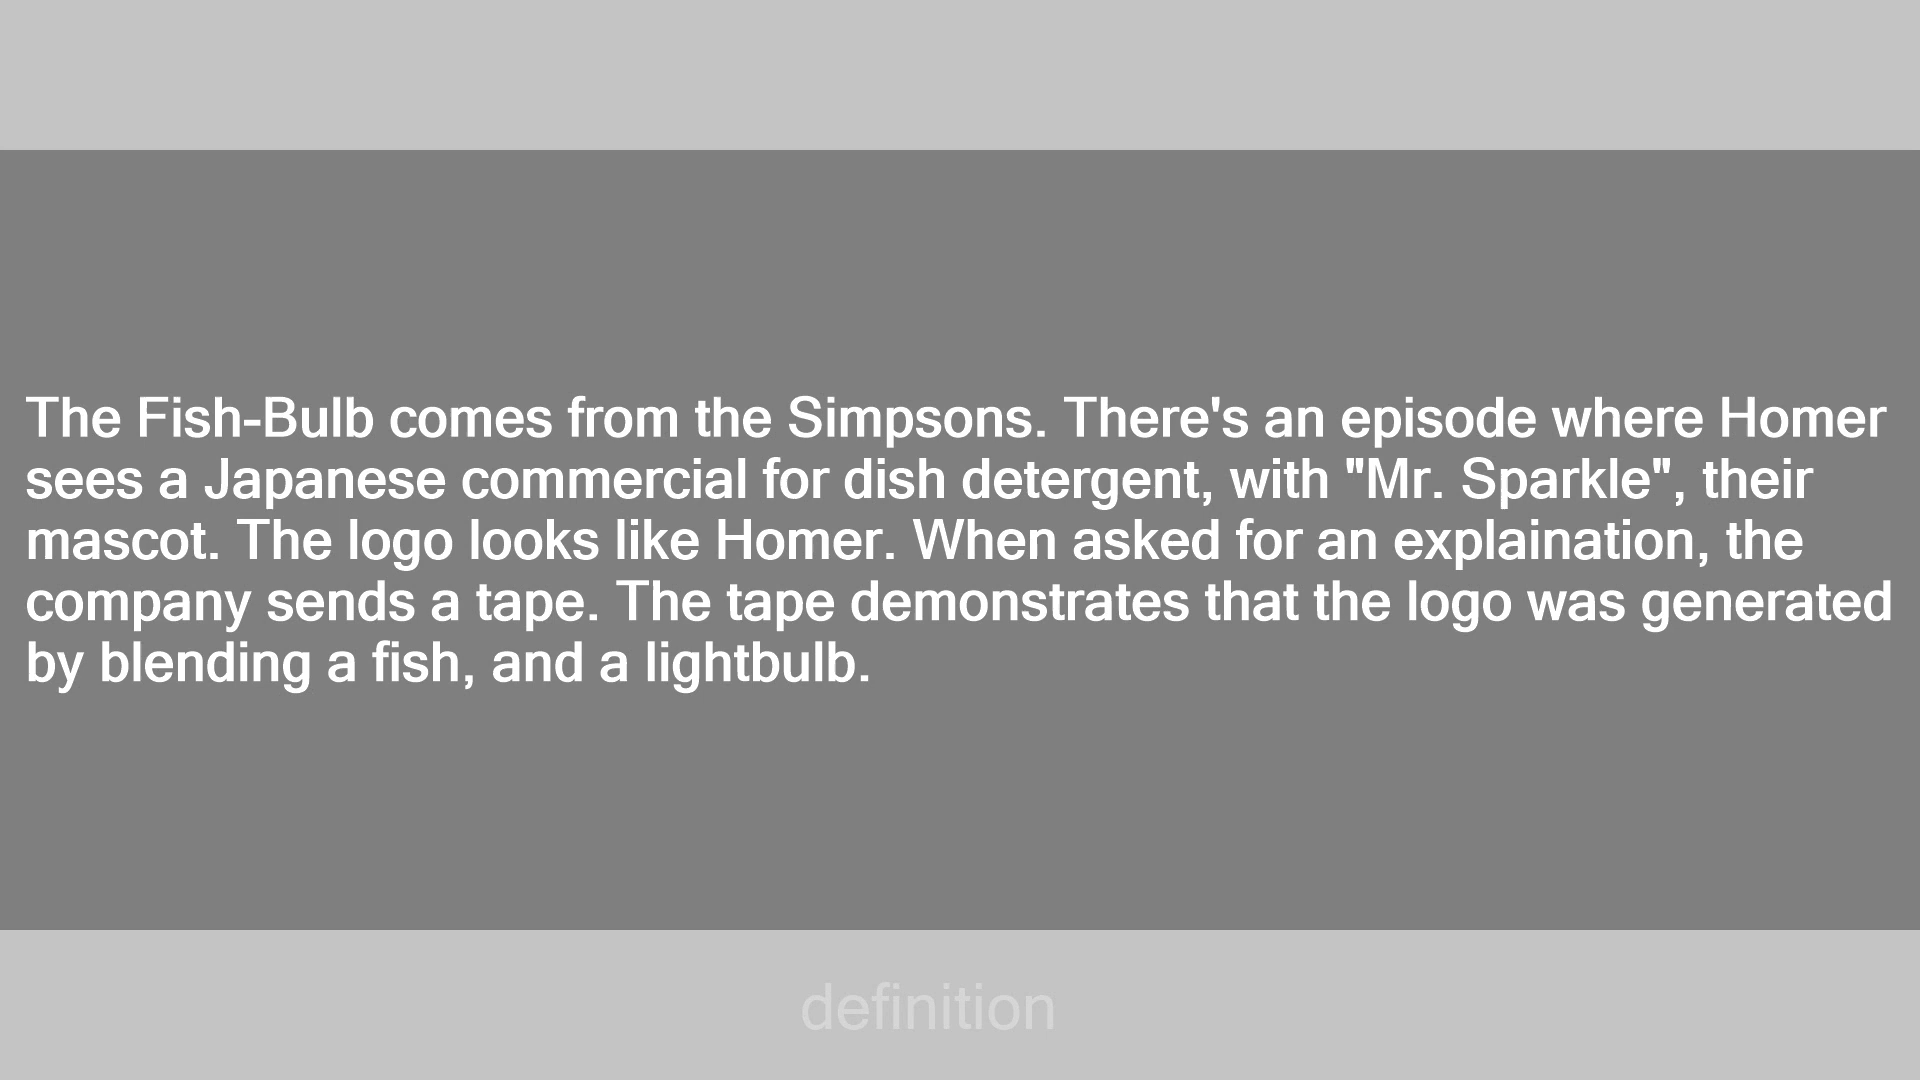 The Fish-Bulb comes from the Simpsons. There's an episode where Homer
sees a Japanese commercial for dish detergent, with "Mr. Sparkle", their
mascot. The logo looks like Homer. When asked for an explaination, the
company sends a tape. The tape demonstrates that the logo was generated
by blending a fish, and a lightbulb.
definition